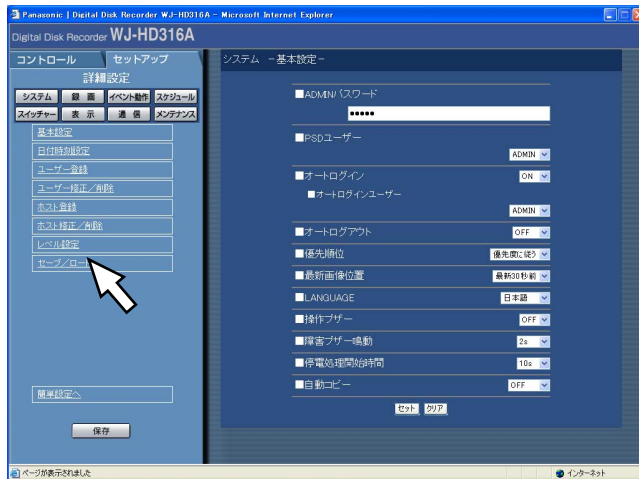 Panasonic | Digital Disk Recorder WJ-HD316A - Microsoft Internet Explorer
Digital Disk Recorder WJ-HD316A
コントロール セットアップ
詳細設定
システム 録 画 イベント動作 スケジュール
スイッチャー 表 示 通 信 メンテナンス
基本設定
日付時刻設定
ユーザー登録
ユーザー修正／削除
ホスト登録
ホスト修正／削除
レベル設定
セーブ／ロード
簡単設定へ
保存
システム －基本設定－
■ADMINパスワード
●●●●●
■PSDユーザー
ADMIN
■オートログイン ON
■オートログインユーザー
ADMIN
■オートログアウト OFF
■優先順位 優先度に従う
■最新画像位置 最新30秒前
■LANGUAGE 日本語
■操作ブザー OFF
■障害ブザー鳴動 2s
■停電処理開始時間 10s
■自動コピー OFF
セット クリア
ページが表示されました インターネット